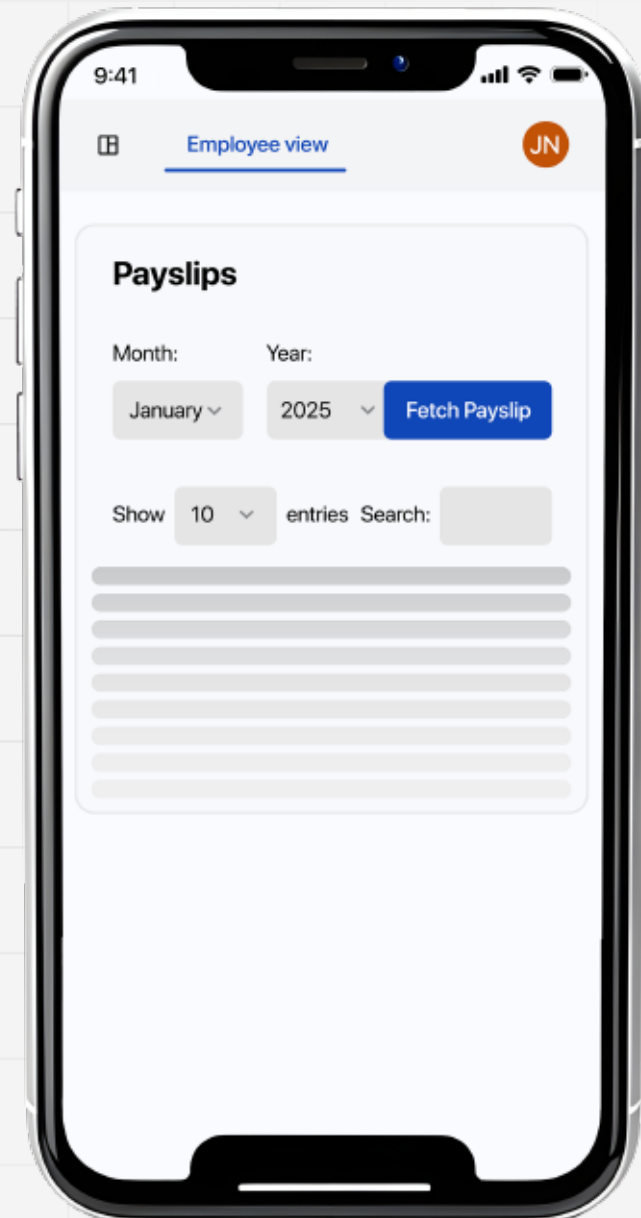 9:41
Employee view JN
Payslips
Month: Year:
January 2025 Fetch Payslip
Show 10 entries Search: